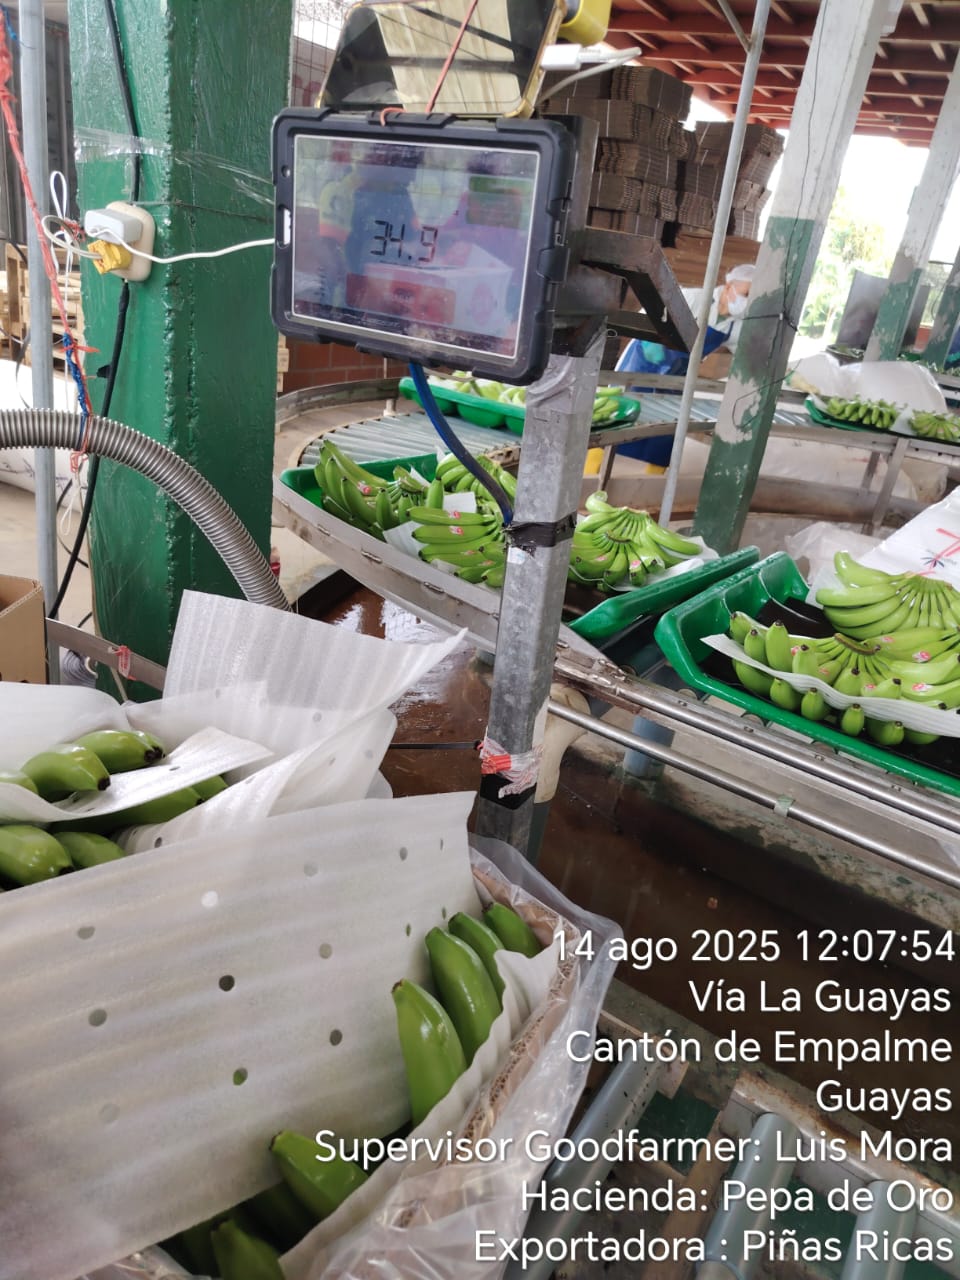 34.9
14 ago 2025 12:07:54
Vía La Guayas
Cantón de Empalme
Guayas
Supervisor Goodfarmer: Luis Mora
Hacienda: Pepa de Oro
Exportadora : Piñas Ricas